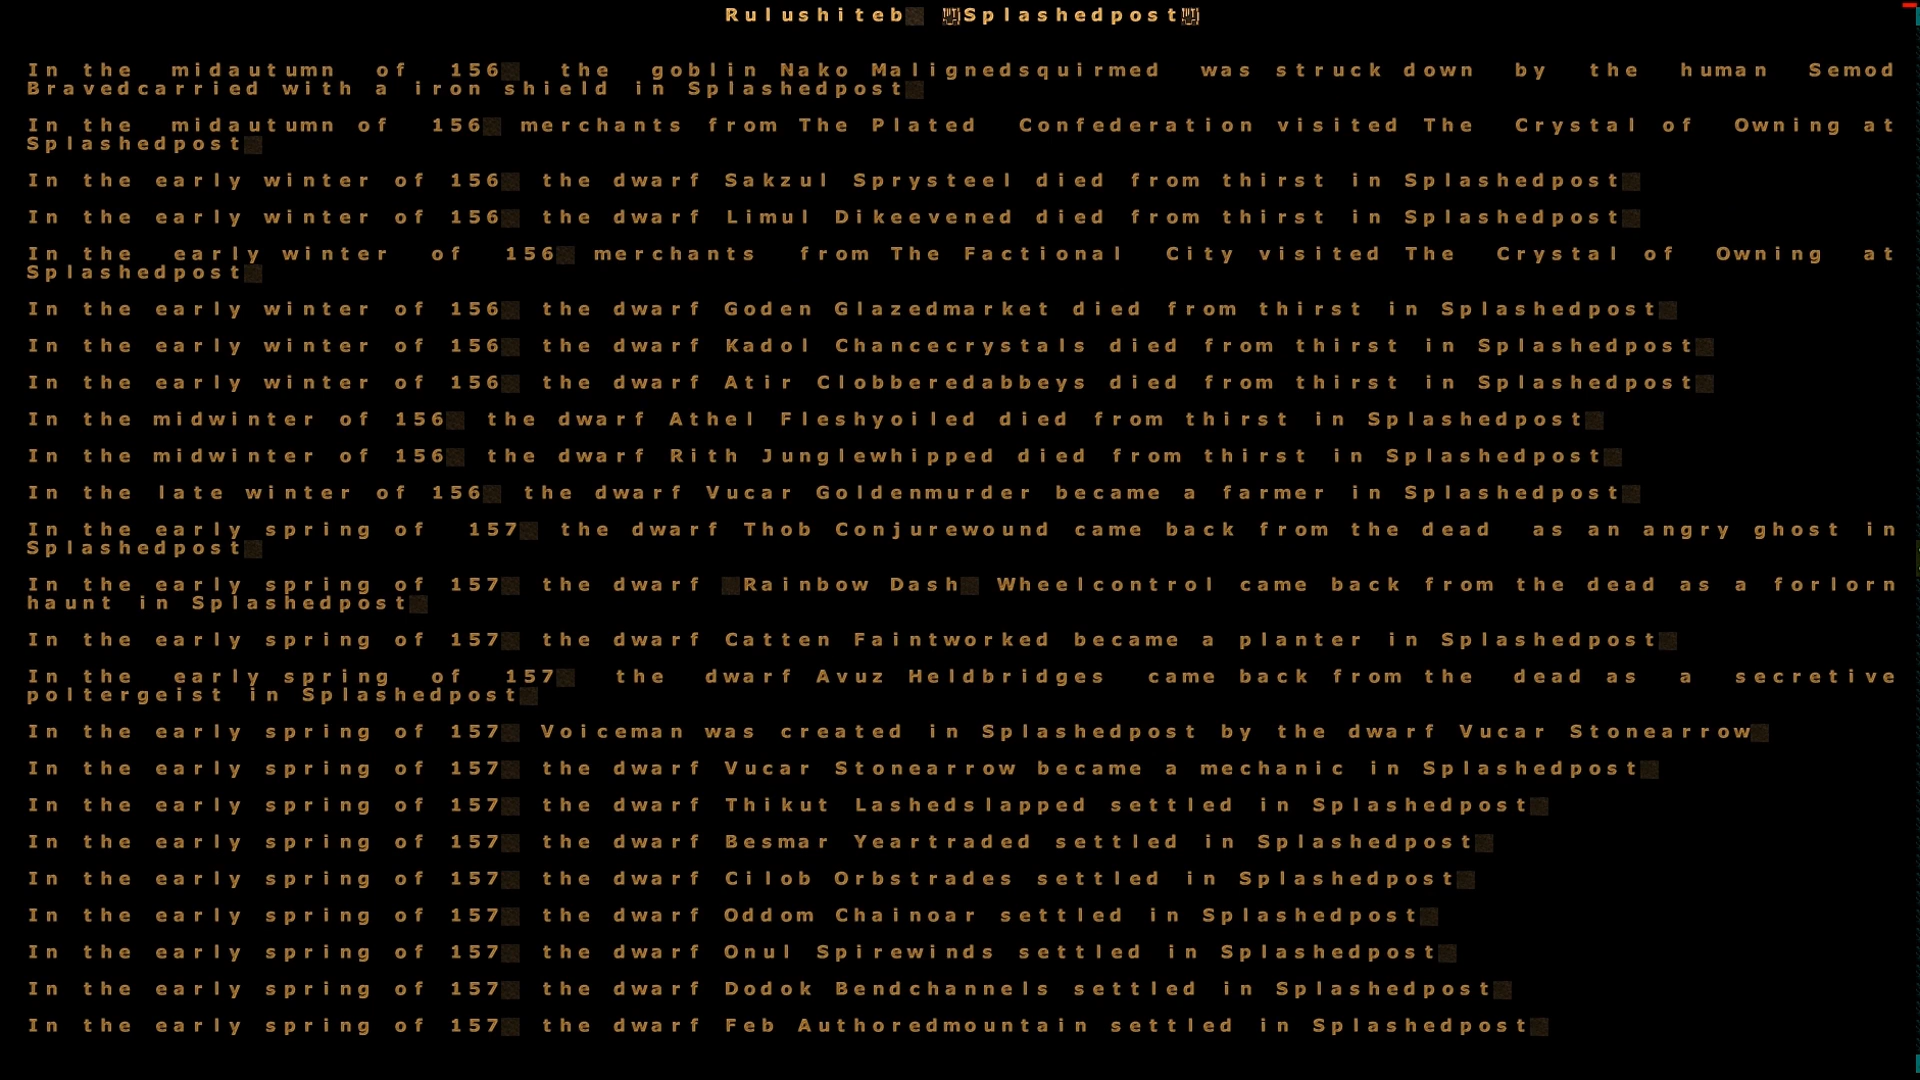 Rulushiteb Splashedpost
In the midautumn of 156 the goblin Nako Malignedsquirmed was struck down by the human Semod
Bravedcarried with a iron shield in Splashedpost
In the midautumn of 156 merchants from The Plated Confederation visited The Crystal of Owning at
Splashedpost
In the early winter of 156 the dwarf Sakzul Sprysteel died from thirst in Splashedpost
In the early winter of 156 the dwarf Limul Dikeevened died from thirst in Splashedpost
In the early winter of 156 merchants from The Factional City visited The Crystal of Owning at
Splashedpost
In the early winter of 156 the dwarf Goden Glazedmarket died from thirst in Splashedpost
In the early winter of 156 the dwarf Kadol Chancecrystals died from thirst in Splashedpost
In the early winter of 156 the dwarf Atir Clobberedabbeys died from thirst in Splashedpost
In the midwinter of 156 the dwarf Athel Fleshyoiled died from thirst in Splashedpost
In the midwinter of 156 the dwarf Rith Junglewhipped died from thirst in Splashedpost
In the late winter of 156 the dwarf Vucar Goldenmurder became a farmer in Splashedpost
In the early spring of 157 the dwarf Thob Conjurewound came back from the dead as an angry ghost in
Splashedpost
In the early spring of 157 the dwarf Rainbow Dash Wheelcontrol came back from the dead as a forlorn
haunt in Splashedpost
In the early spring of 157 the dwarf Catten Faintworked became a planter in Splashedpost
In the early spring of 157 the dwarf Avuz Heldbridges came back from the dead as a secretive
poltergeist in Splashedpost
In the early spring of 157 Voiceman was created in Splashedpost by the dwarf Vucar Stonearrow
In the early spring of 157 the dwarf Vucar Stonearrow became a mechanic in Splashedpost
In the early spring of 157 the dwarf Thikut Lashedslapped settled in Splashedpost
In the early spring of 157 the dwarf Besmar Yeartraded settled in Splashedpost
In the early spring of 157 the dwarf Cilob Orbstrades settled in Splashedpost
In the early spring of 157 the dwarf Oddom Chainoar settled in Splashedpost
In the early spring of 157 the dwarf Onul Spirewinds settled in Splashedpost
In the early spring of 157 the dwarf Dodok Bendchannels settled in Splashedpost
In the early spring of 157 the dwarf Feb Authoredmountain settled in Splashedpost